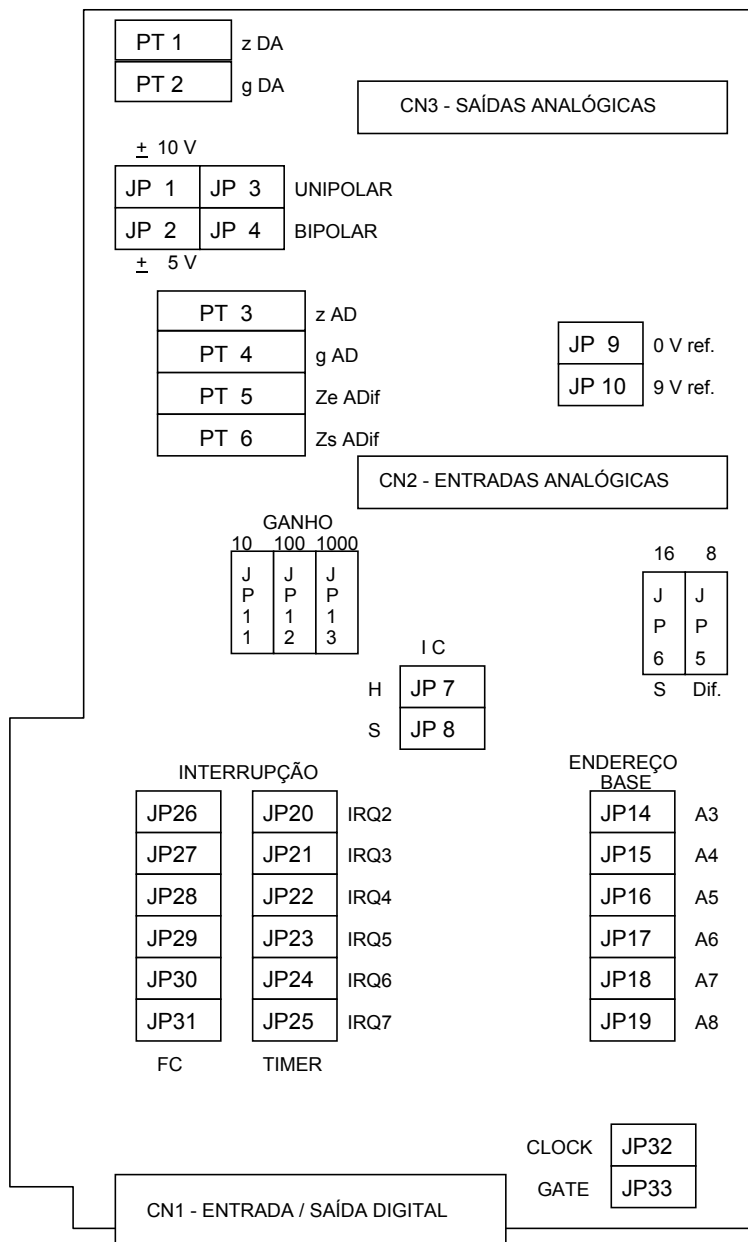 PT 1 z DA
PT 2 g DA
CN3 - SAÍDAS ANALÓGICAS
± 10 V
JP 1 JP 3 UNIPOLAR
JP 2 JP 4 BIPOLAR
± 5 V
PT 3 z AD
PT 4 g AD
PT 5 Ze ADif
PT 6 Zs ADif
JP 9 0 V ref.
JP 10 9 V ref.
CN2 - ENTRADAS ANALÓGICAS
GANHO
10 100 1000
JP11 JP12 JP13
16 8
JP6 JP5
S Dif.
I C
H JP 7
S JP 8
INTERRUPÇÃO
JP26 JP20 IRQ2
JP27 JP21 IRQ3
JP28 JP22 IRQ4
JP29 JP23 IRQ5
JP30 JP24 IRQ6
JP31 JP25 IRQ7
FC TIMER
ENDEREÇO
BASE
JP14 A3
JP15 A4
JP16 A5
JP17 A6
JP18 A7
JP19 A8
CLOCK JP32
GATE JP33
CN1 - ENTRADA / SAÍDA DIGITAL